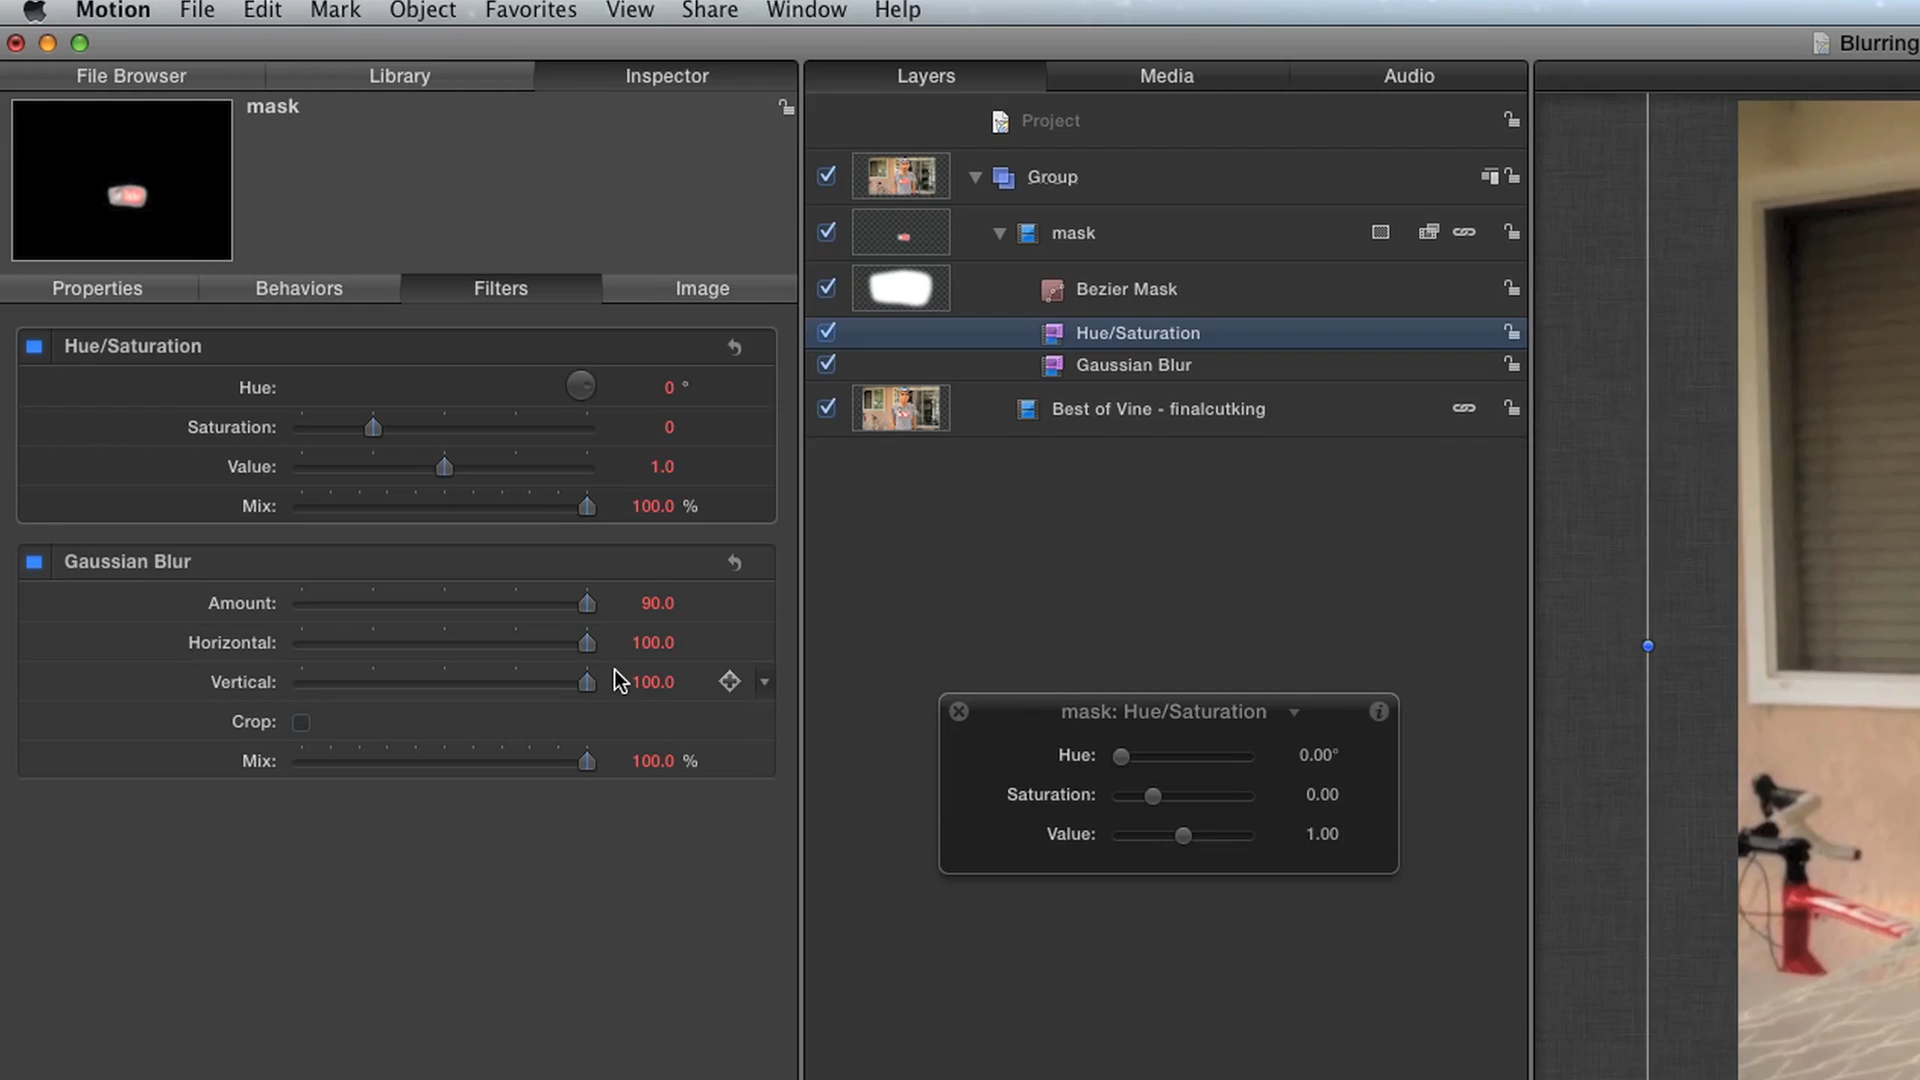 Motion File Edit Mark Object Favorites View Share Window Help
Blurring
File Browser Library Inspector
Layers Media Audio
mask
Project
Group
mask
Bezier Mask
Hue/Saturation
Gaussian Blur
Best of Vine - finalcutking
Properties Behaviors Filters Image
Hue/Saturation
Hue: 0 °
Saturation: 0
Value: 1.0
Mix: 100.0 %
Gaussian Blur
Amount: 90.0
Horizontal: 100.0
Vertical: 100.0
Crop:
Mix: 100.0 %
mask: Hue/Saturation
Hue: 0.00°
Saturation: 0.00
Value: 1.00